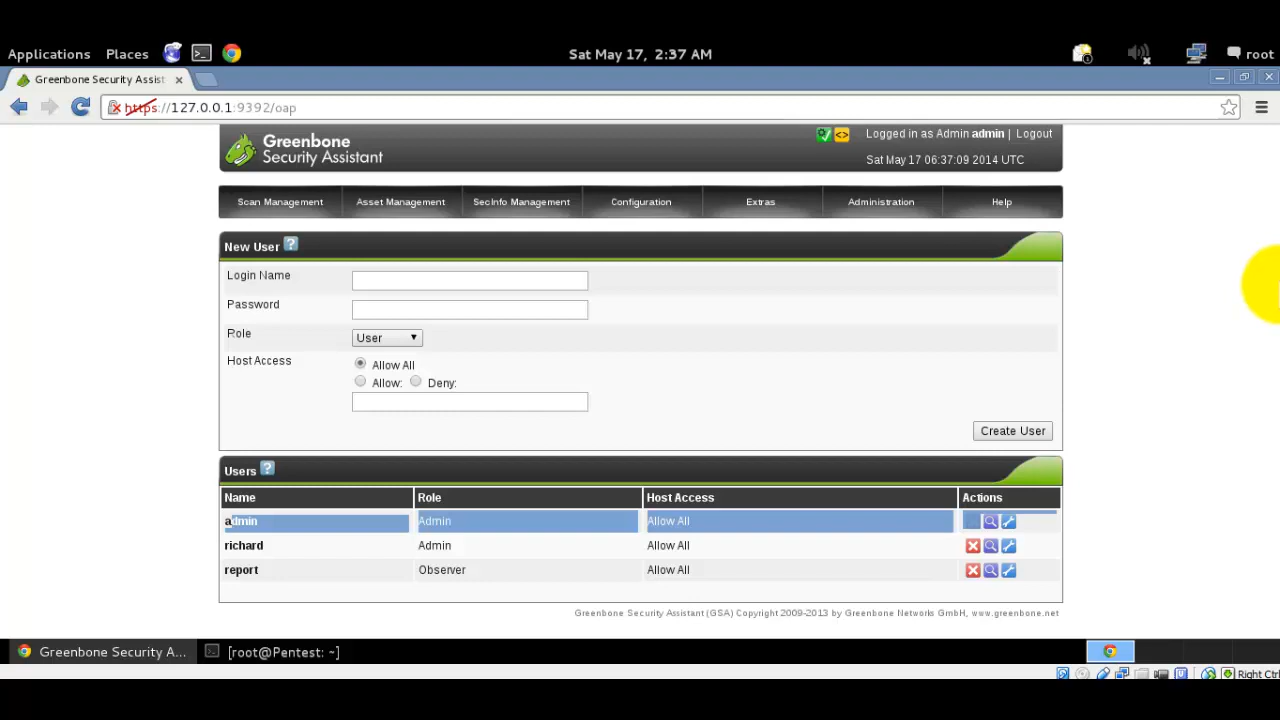 Applications Places Sat May 17, 2:37 AM root
Greenbone Security Assist
https://127.0.0.1:9392/oap
Greenbone
Security Assistant
Logged in as Admin admin | Logout
Sat May 17 06:37:09 2014 UTC
Scan Management Asset Management SecInfo Management Configuration Extras Administration Help
New User
Login Name
Password
Role User
Host Access Allow All
Allow: Deny:
Create User
Users
Name Role Host Access Actions
admin Admin Allow All
richard Admin Allow All
report Observer Allow All
Greenbone Security Assistant (GSA) Copyright 2009-2013 by Greenbone Networks GmbH, www.greenbone.net
Greenbone Security A... [root@Pentest: ~]
Right Ctrl